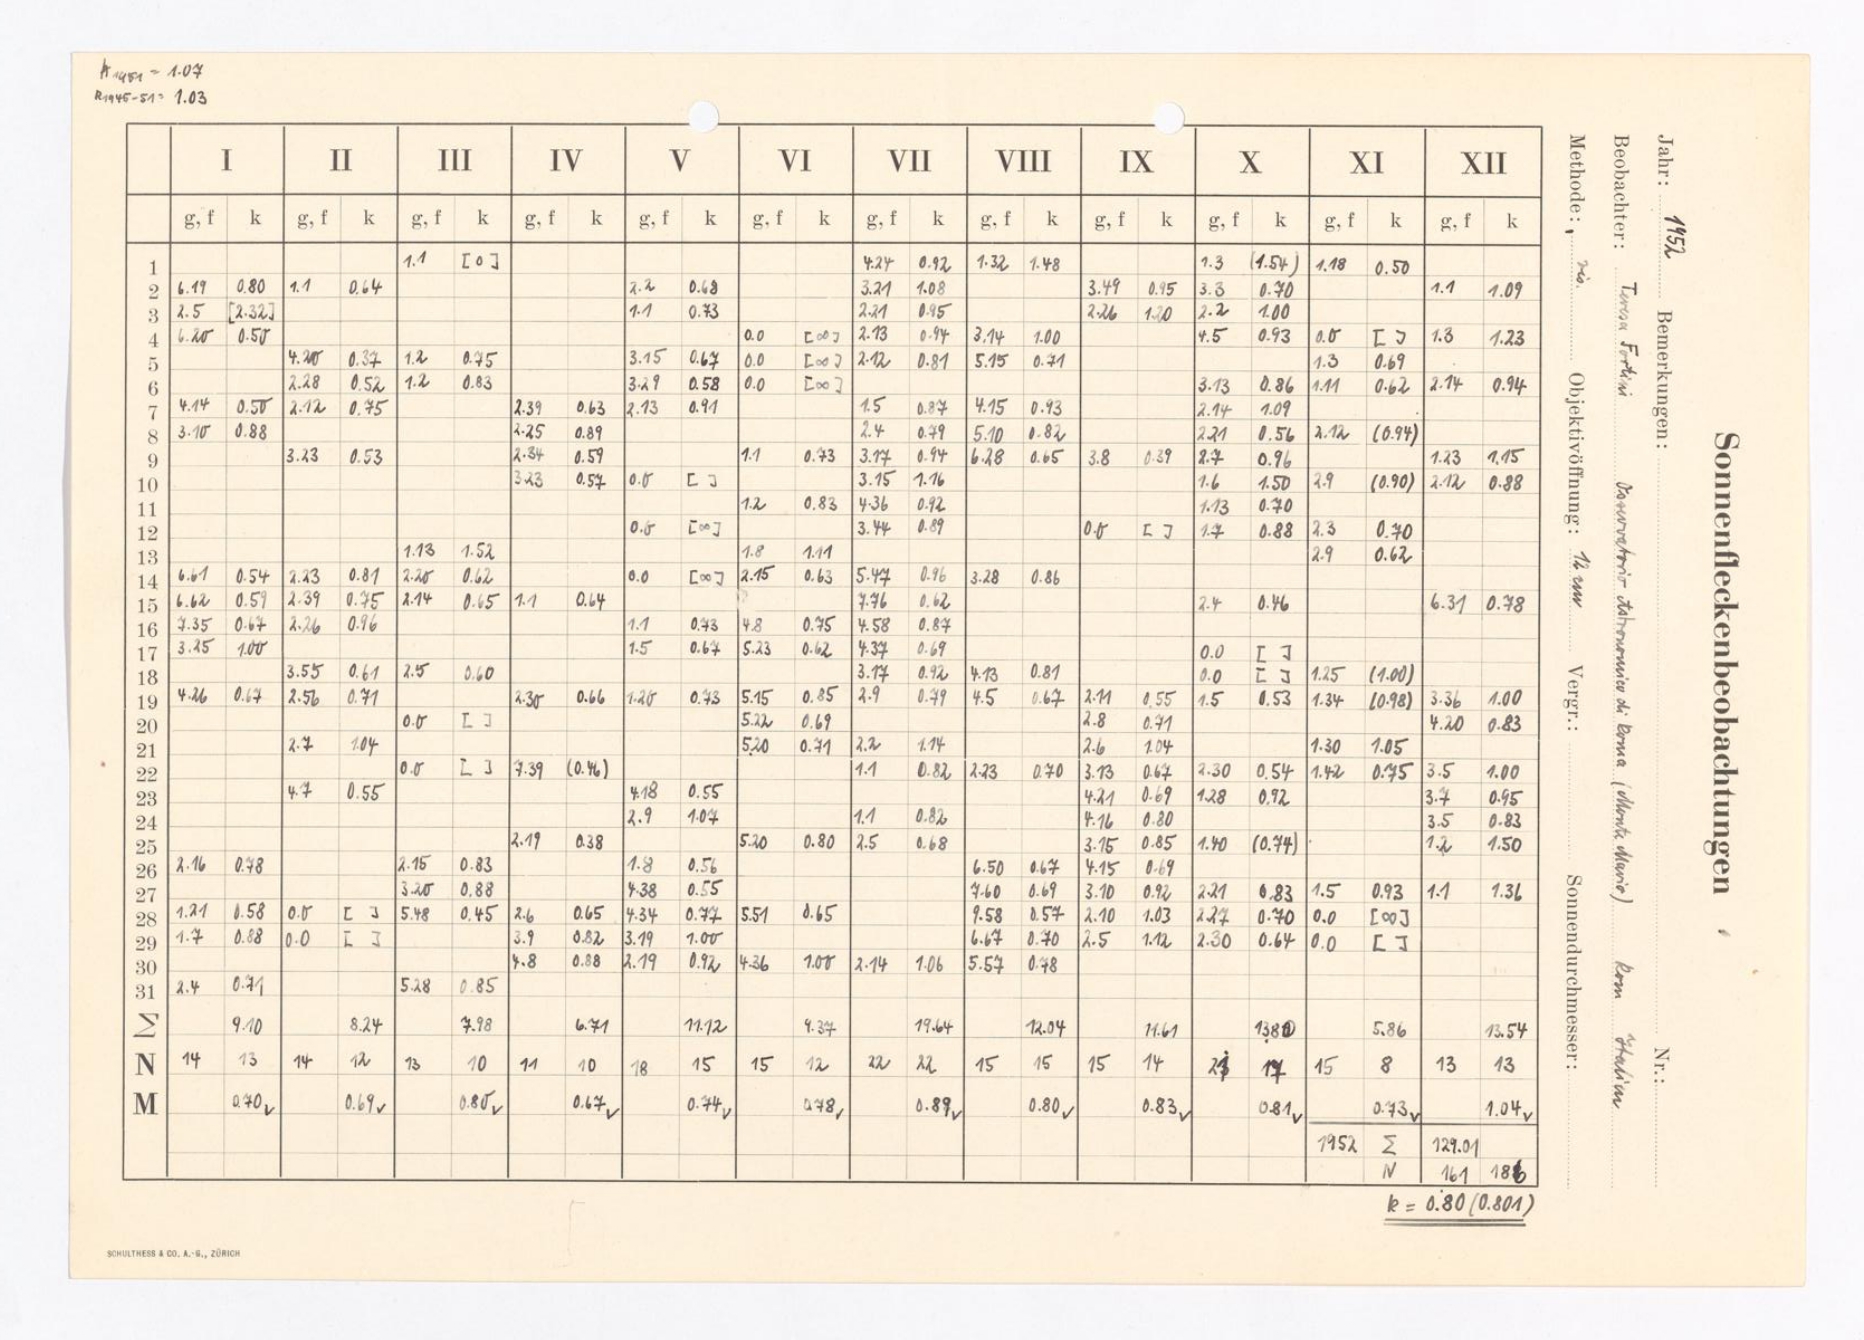 k 1951 = 1.07
k 1945-51 = 1.03
I II III IV V VI VII VIII IX X XI XII
g, f k g, f k g, f k g, f k g, f k g, f k g, f k g, f k g, f k g, f k g, f k g, f k
1 1.1 [0] 4.24 0.92 1.32 1.48 1.3 (1.54) 1.18 0.50
2 6.19 0.80 1.1 0.64 2.2 0.68 3.21 1.08 3.49 0.95 3.3 0.70 1.1 1.09
3 2.5 [2.32] 1.1 0.73 2.21 0.95 2.26 1.20 2.2 1.00
4 6.20 0.50 0.0 [∞] 2.13 0.94 3.14 1.00 4.5 0.93 0.0 [ ] 1.3 1.23
5 4.20 0.37 1.2 0.75 3.15 0.67 0.0 [∞] 2.12 0.81 5.15 0.71 1.3 0.69
6 2.28 0.52 1.2 0.83 3.29 0.58 0.0 [∞] 3.13 0.86 1.11 0.62 2.14 0.94
7 4.14 0.50 2.12 0.75 2.39 0.63 2.13 0.91 1.5 0.87 4.15 0.93 2.14 1.09
8 3.10 0.88 2.25 0.89 2.4 0.79 5.10 0.82 2.21 0.56 2.12 (0.94)
9 3.23 0.53 2.34 0.59 1.1 0.73 3.17 0.94 6.28 0.65 3.8 0.39 2.7 0.96 1.23 1.15
10 3.23 0.57 0.0 [ ] 3.15 1.16 1.6 1.50 2.9 (0.90) 2.12 0.88
11 1.2 0.83 4.36 0.92 1.13 0.70
12 0.0 [∞] 3.44 0.89 0.0 [ ] 1.7 0.88 2.3 0.70
13 1.13 1.52 1.8 1.11 2.9 0.62
14 6.61 0.54 2.23 0.81 2.20 0.62 0.0 [∞] 2.15 0.63 5.47 0.96 3.28 0.86
15 6.62 0.59 2.39 0.75 2.14 0.65 1.1 0.64 7.76 0.62 2.4 0.46 6.31 0.78
16 7.35 0.67 2.26 0.96 1.1 0.73 4.8 0.75 4.58 0.87
17 3.25 1.00 1.5 0.67 5.23 0.62 4.37 0.69 0.0 [ ]
18 3.55 0.61 2.5 0.60 3.17 0.92 4.13 0.81 0.0 [ ] 1.25 (1.00)
19 4.26 0.67 2.56 0.71 2.30 0.66 1.20 0.73 5.15 0.85 2.9 0.79 4.5 0.67 2.11 0.55 1.5 0.53 1.34 (0.98) 3.36 1.00
20 0.0 [ ] 5.22 0.69 2.8 0.71 4.20 0.83
21 2.7 1.04 5.20 0.71 2.2 1.14 2.6 1.04 1.30 1.05
22 0.0 [ ] 7.39 (0.46) 1.1 0.82 2.23 0.70 3.13 0.67 2.30 0.54 1.42 0.75 3.5 1.00
23 4.7 0.55 4.18 0.55 4.21 0.69 1.28 0.92 3.7 0.95
24 2.9 1.07 1.1 0.82 4.16 0.80 3.5 0.83
25 2.19 0.38 5.20 0.80 2.5 0.68 3.15 0.85 1.40 (0.74) 1.2 1.50
26 2.16 0.78 2.15 0.83 1.8 0.56 6.50 0.67 4.15 0.69
27 3.20 0.88 4.38 0.55 7.60 0.69 3.10 0.92 2.21 0.83 1.5 0.93 1.1 1.36
28 1.21 0.58 0.0 [ ] 5.48 0.45 2.6 0.65 4.34 0.77 5.51 0.65 9.58 0.57 2.10 1.03 2.27 0.70 0.0 [∞]
29 1.7 0.88 0.0 [ ] 3.9 0.82 3.19 1.00 6.67 0.70 2.5 1.12 2.30 0.64 0.0 [ ]
30 4.8 0.88 2.19 0.92 4.36 1.00 2.14 1.06 5.57 0.78
31 2.4 0.71 5.28 0.85
Σ 9.10 8.24 7.98 6.71 11.12 9.37 19.64 12.04 11.61 13.80 5.86 13.54
N 14 13 14 12 13 10 11 10 18 15 15 12 22 22 15 15 15 14 21 17 15 8 13 13
M 0.70✓ 0.69✓ 0.80✓ 0.67✓ 0.74✓ 0.78✓ 0.89✓ 0.80✓ 0.83✓ 0.81✓ 0.73✓ 1.04✓
1952 Σ 129.01
N 161 186
k = 0.80 (0.801)
SCHULTHESS & CO. A.-G., ZÜRICH
Sonnenfleckenbeobachtungen
Jahr: 1952 Bemerkungen: Nr.:
Beobachter: Teresa Fortini Osservatorio Astronomico di Roma (Monte Mario) Rom Italien
Methode: vis. Objektivöffnung: 12 cm Vergr.: Sonnendurchmesser: